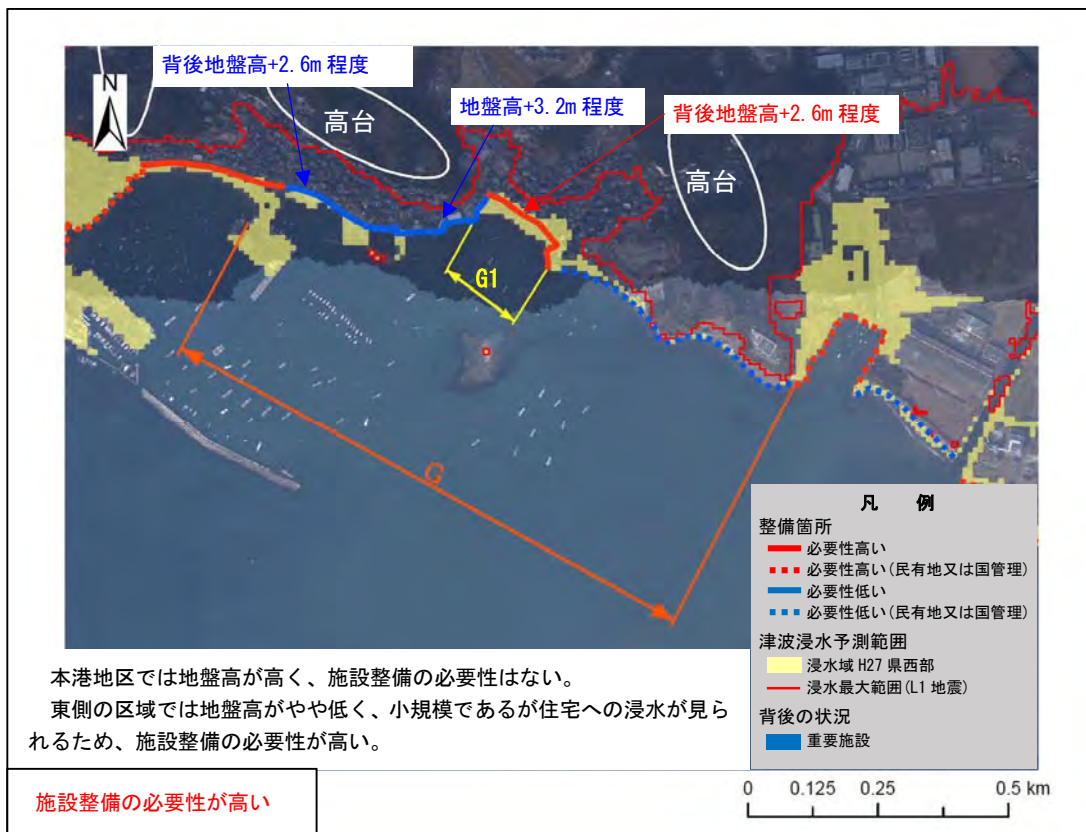 背後地盤高+2.6m 程度
地盤高+3.2m 程度
背後地盤高+2.6m 程度
N
高台
高台
G1
G
凡 例
整備箇所
必要性高い
必要性高い(民有地又は国管理)
必要性低い
必要性低い(民有地又は国管理)
津波浸水予測範囲
浸水域 H27 県西部
浸水最大範囲(L1 地震)
背後の状況
重要施設
本港地区では地盤高が高く、施設整備の必要性はない。
東側の区域では地盤高がやや低く、小規模であるが住宅への浸水が見ら
れるため、施設整備の必要性が高い。
施設整備の必要性が高い
0 0.125 0.25 0.5 km